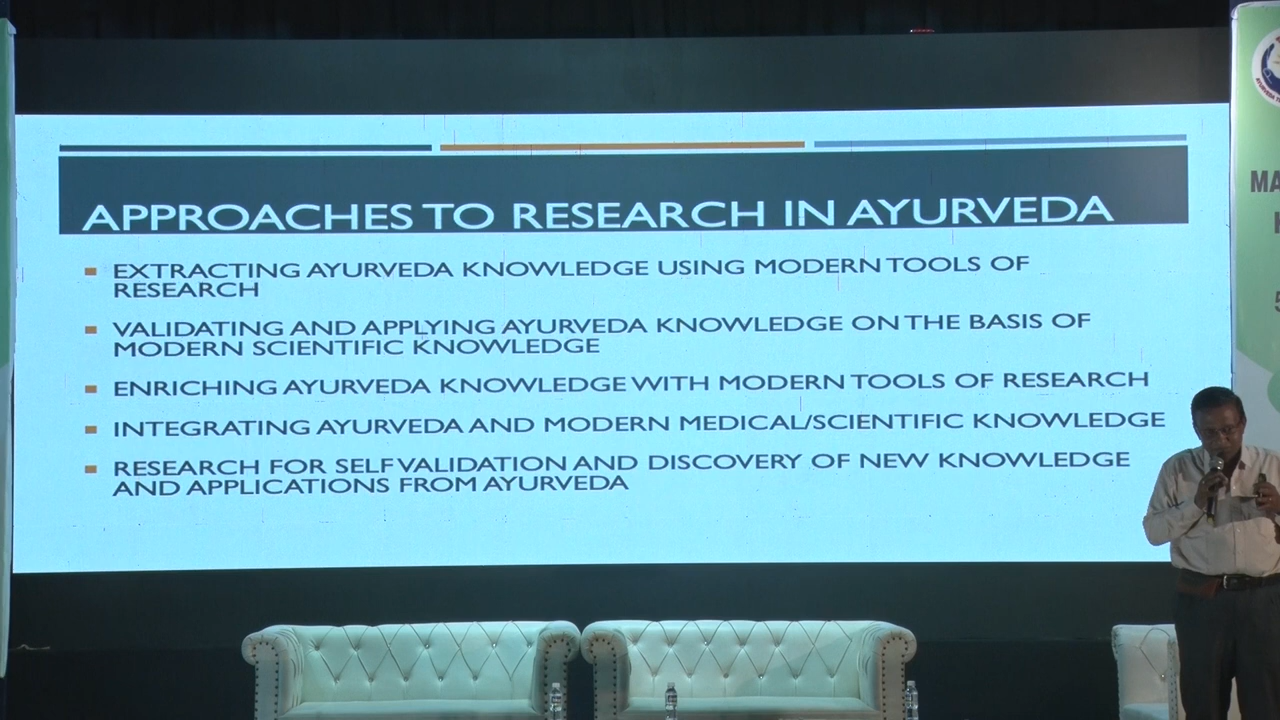 APPROACHES TO RESEARCH IN AYURVEDA
EXTRACTING AYURVEDA KNOWLEDGE USING MODERN TOOLS OF
RESEARCH
VALIDATING AND APPLYING AYURVEDA KNOWLEDGE ON THE BASIS OF
MODERN SCIENTIFIC KNOWLEDGE
ENRICHING AYURVEDA KNOWLEDGE WITH MODERN TOOLS OF RESEARCH
INTEGRATING AYURVEDA AND MODERN MEDICAL/SCIENTIFIC KNOWLEDGE
RESEARCH FOR SELF VALIDATION AND DISCOVERY OF NEW KNOWLEDGE
AND APPLICATIONS FROM AYURVEDA